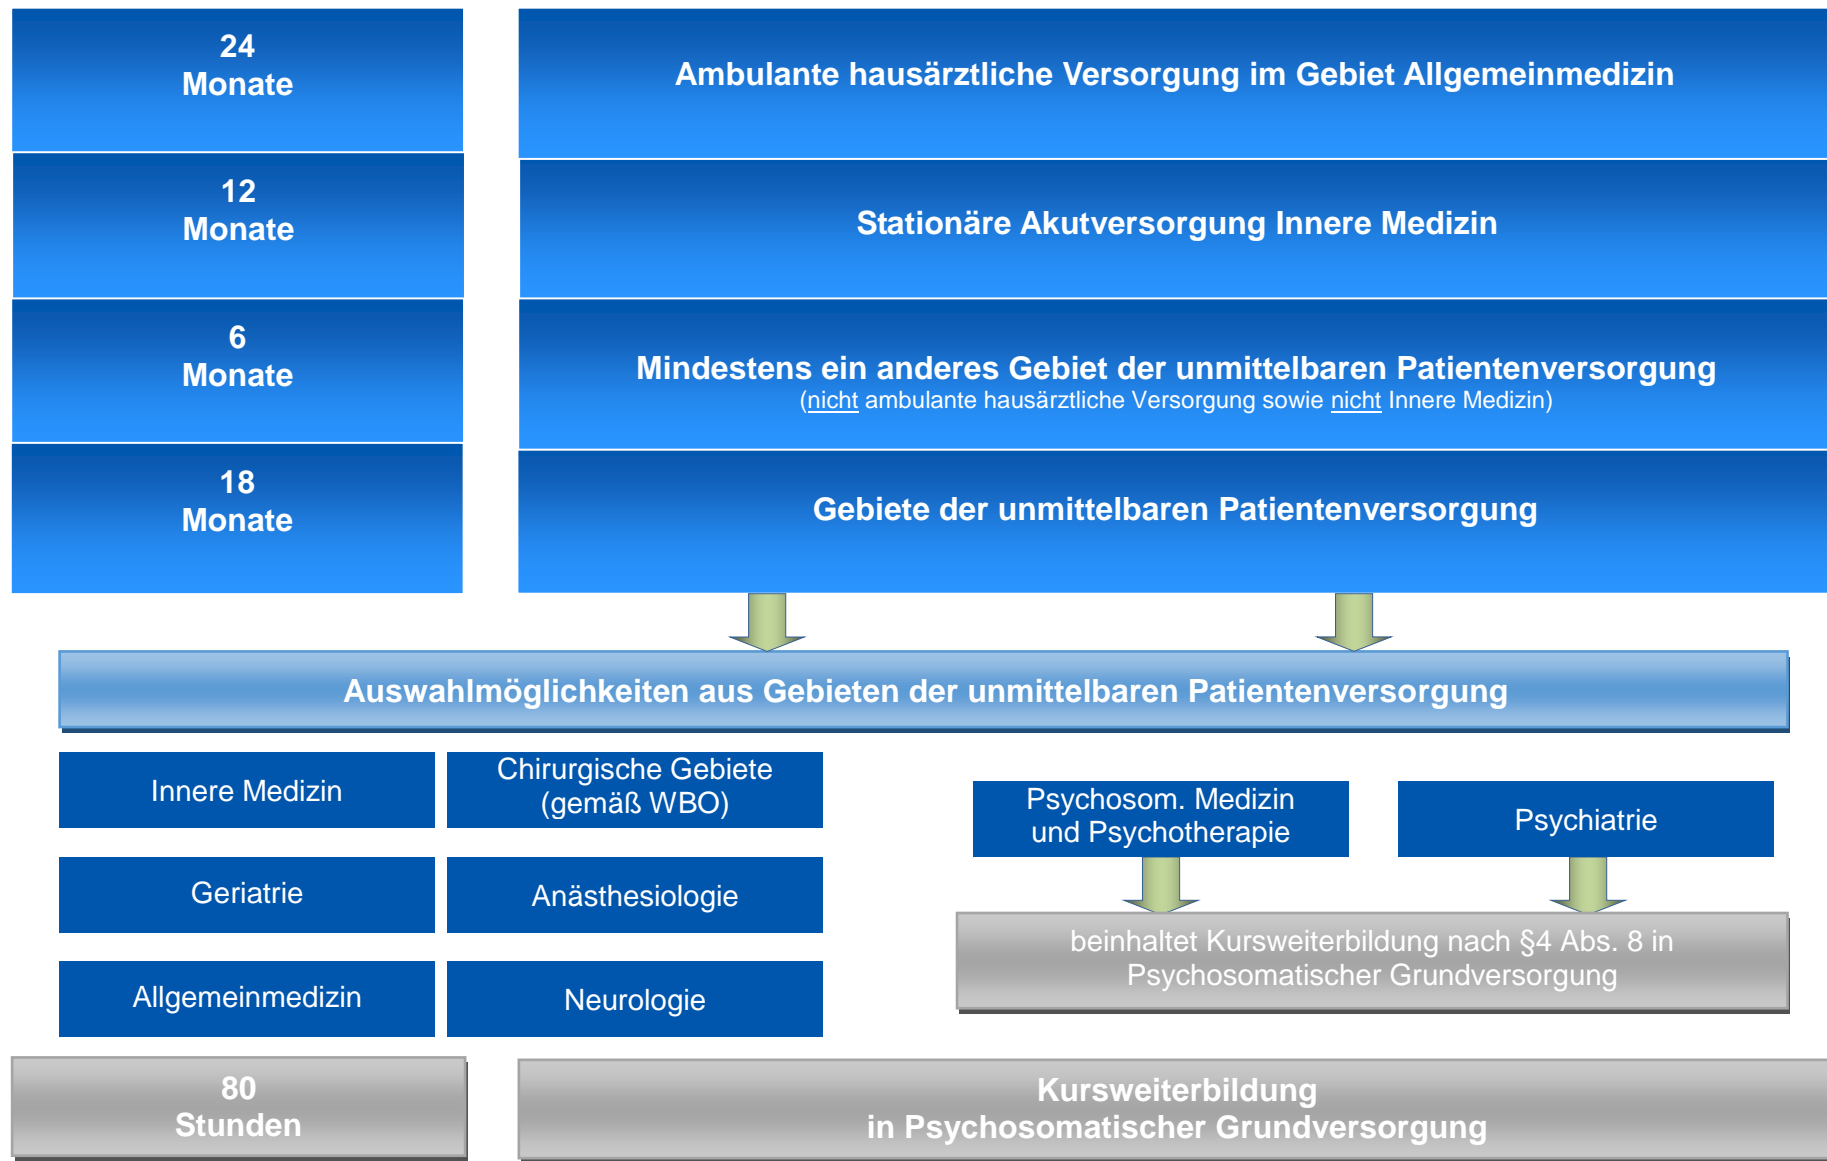 24
Monate
Ambulante hausärztliche Versorgung im Gebiet Allgemeinmedizin
12
Monate
Stationäre Akutversorgung Innere Medizin
6
Monate
Mindestens ein anderes Gebiet der unmittelbaren Patientenversorgung
(nicht ambulante hausärztliche Versorgung sowie nicht Innere Medizin)
18
Monate
Gebiete der unmittelbaren Patientenversorgung
Auswahlmöglichkeiten aus Gebieten der unmittelbaren Patientenversorgung
Innere Medizin
Chirurgische Gebiete
(gemäß WBO)
Geriatrie
Anästhesiologie
Allgemeinmedizin
Neurologie
Psychosom. Medizin
und Psychotherapie
Psychiatrie
beinhaltet Kursweiterbildung nach §4 Abs. 8 in
Psychosomatischer Grundversorgung
80
Stunden
Kursweiterbildung
in Psychosomatischer Grundversorgung